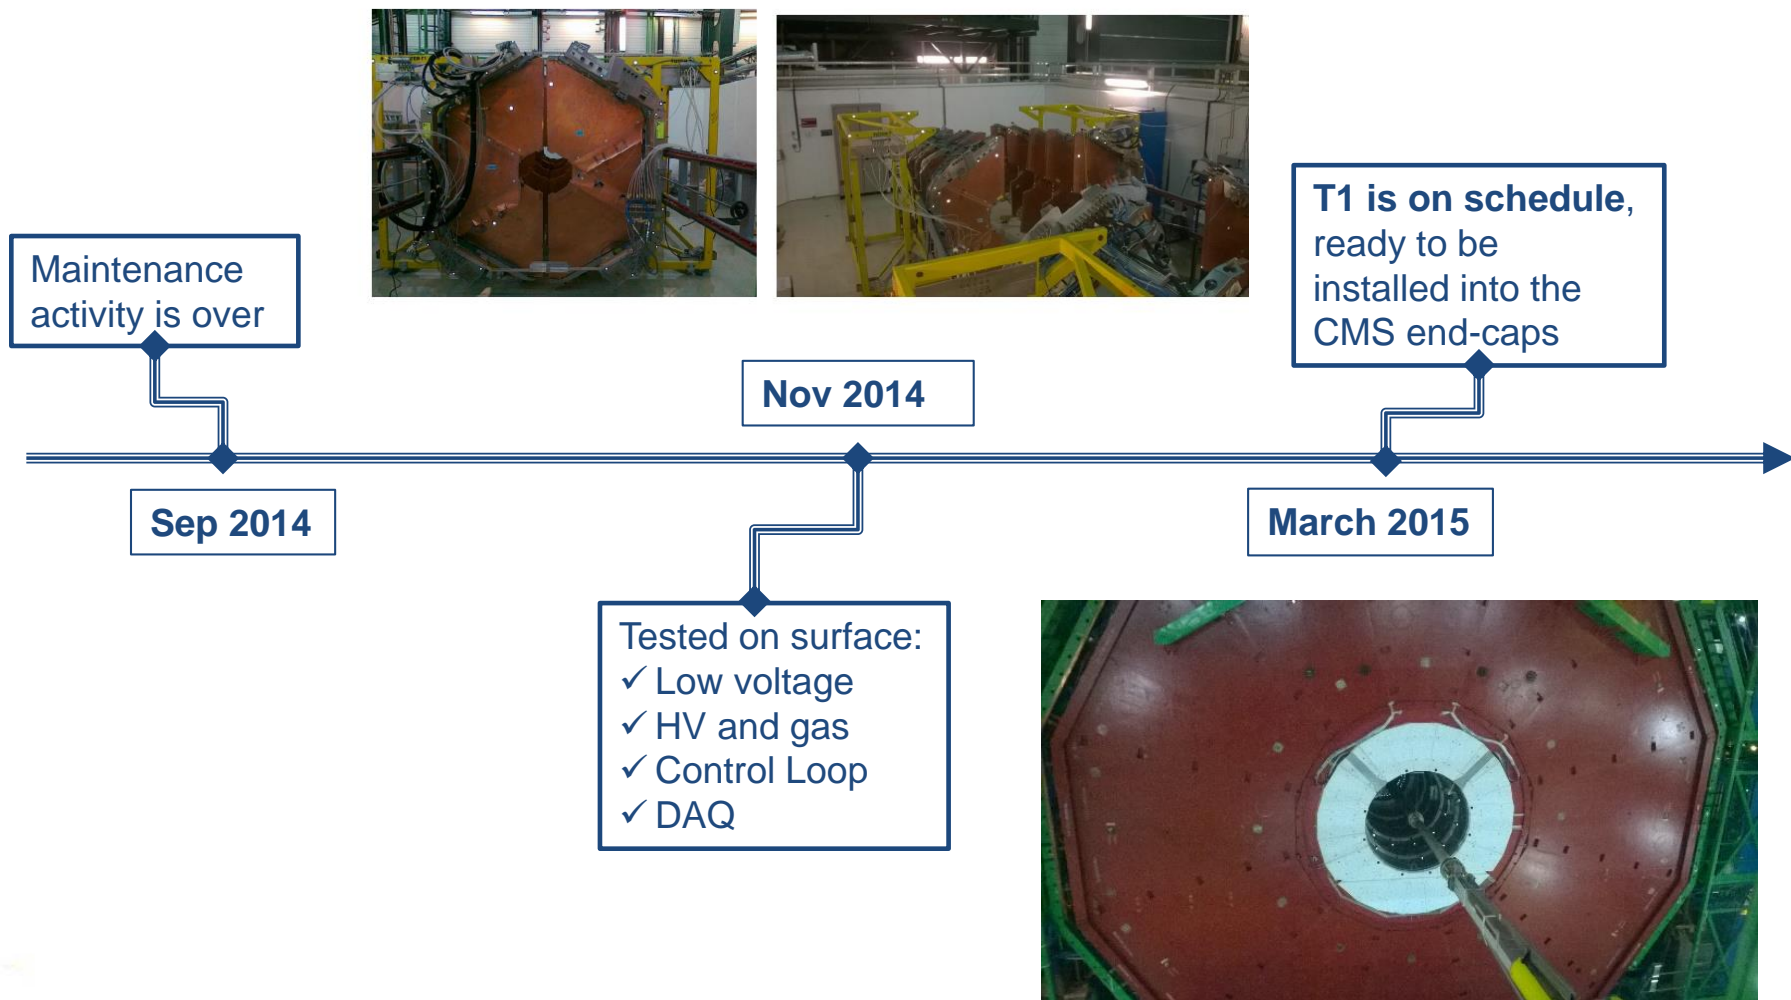 Maintenance
activity is over
Sep 2014
Nov 2014
Tested on surface:
✓ Low voltage
✓ HV and gas
✓ Control Loop
✓ DAQ
T1 is on schedule,
ready to be
installed into the
CMS end-caps
March 2015